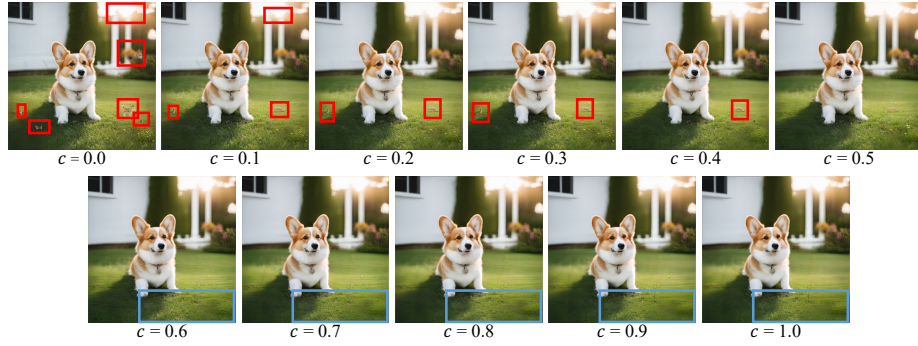 c = 0.0 c = 0.1 c = 0.2 c = 0.3 c = 0.4 c = 0.5
c = 0.6 c = 0.7 c = 0.8 c = 0.9 c = 1.0